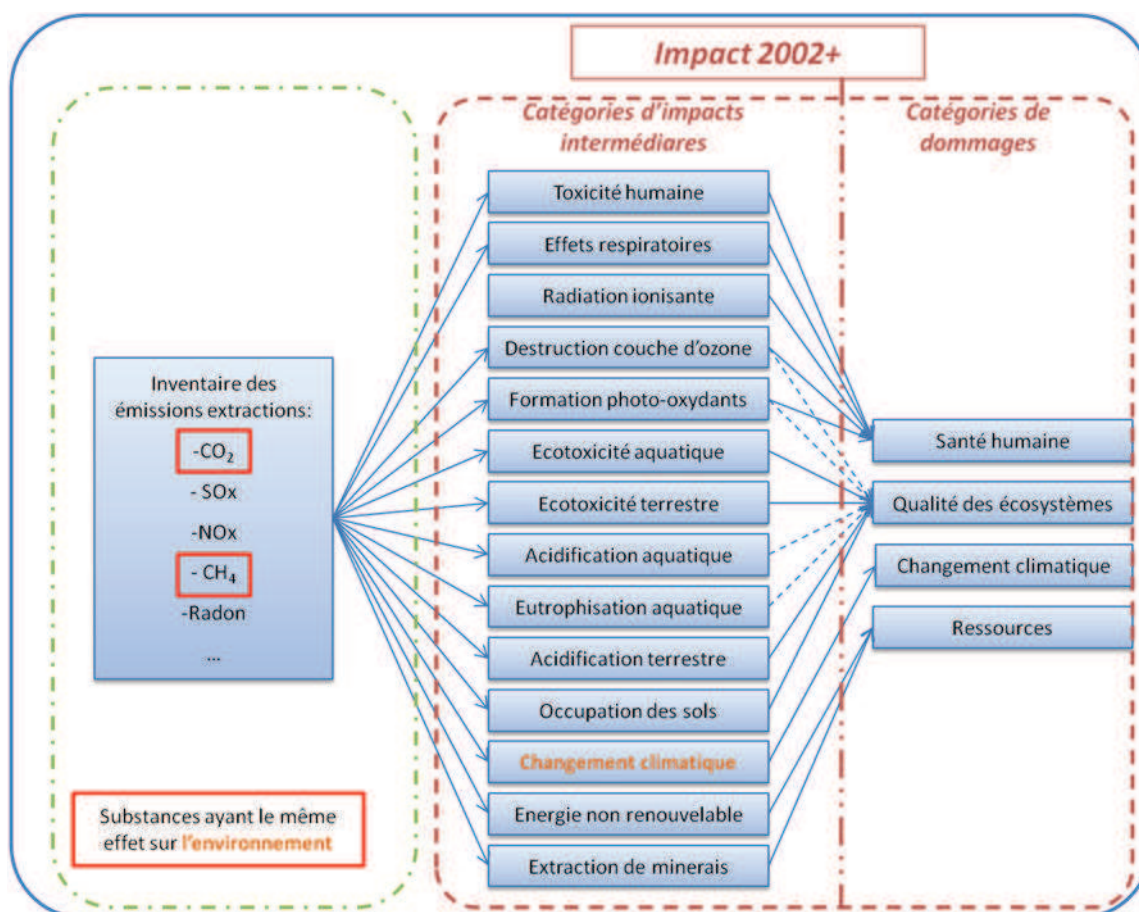 Impact 2002+
Catégories d'impacts
intermédiares
Catégories de
dommages
Inventaire des
émissions extractions:
-CO₂
- SOx
-NOx
- CH₄
-Radon
...
Substances ayant le même
effet sur l'environnement
Toxicité humaine
Effets respiratoires
Radiation ionisante
Destruction couche d'ozone
Formation photo-oxydants
Ecotoxicité aquatique
Ecotoxicité terrestre
Acidification aquatique
Eutrophisation aquatique
Acidification terrestre
Occupation des sols
Changement climatique
Energie non renouvelable
Extraction de minerais
Santé humaine
Qualité des écosystèmes
Changement climatique
Ressources